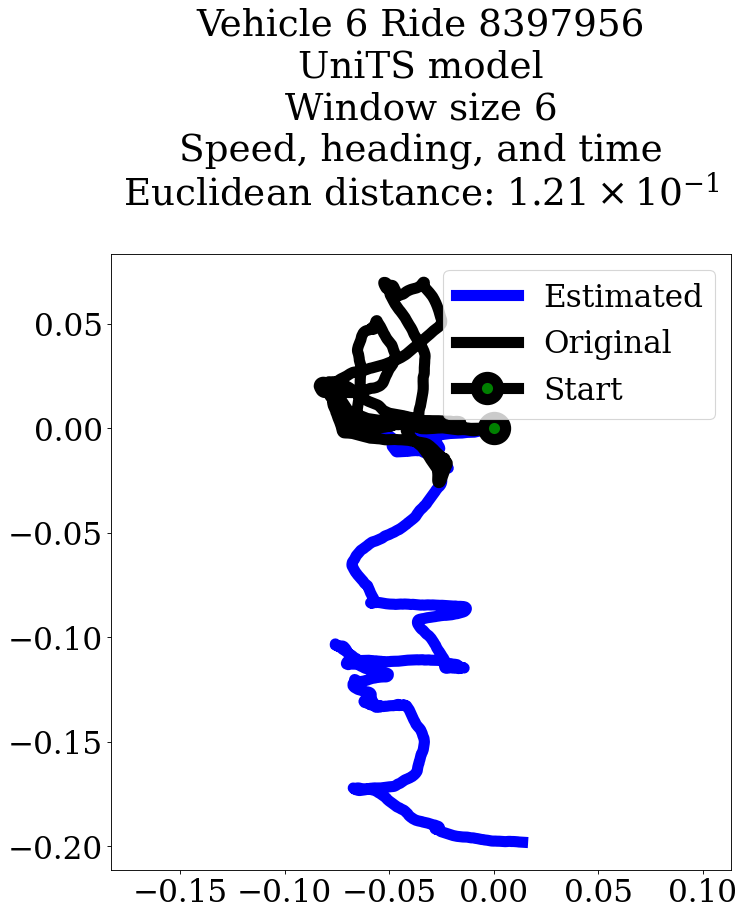 Vehicle 6 Ride 8397956
UniTS model
Window size 6
Speed, heading, and time
Euclidean distance: 1.21 × 10⁻¹
Estimated
Original
Start
0.05
0.00
−0.05
−0.10
−0.15
−0.20
−0.15 −0.10 −0.05 0.00 0.05 0.10